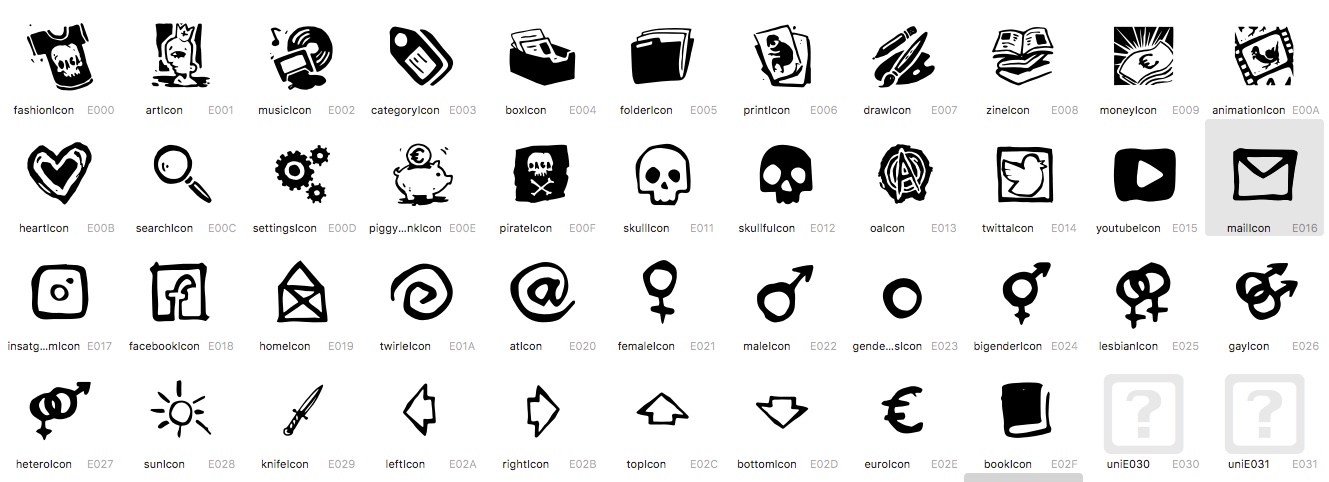 fashionIcon E000 artIcon E001 musicIcon E002 categoryIcon E003 boxIcon E004 folderIcon E005 printIcon E006 drawIcon E007 zineIcon E008 moneyIcon E009 animationIcon E00A
heartIcon E00B searchIcon E00C settingsIcon E00D piggy...nkIcon E00E pirateIcon E00F skullIcon E011 skullfulIcon E012 oaIcon E013 twittaIcon E014 youtubeIcon E015 mailIcon E016
insatg...mIcon E017 facebookIcon E018 homeIcon E019 twirleIcon E01A atIcon E020 femaleIcon E021 maleIcon E022 gende...sIcon E023 bigenderIcon E024 lesbianIcon E025 gayIcon E026
heteroIcon E027 sunIcon E028 knifeIcon E029 leftIcon E02A rightIcon E02B topIcon E02C bottomIcon E02D euroIcon E02E bookIcon E02F uniE030 E030 uniE031 E031